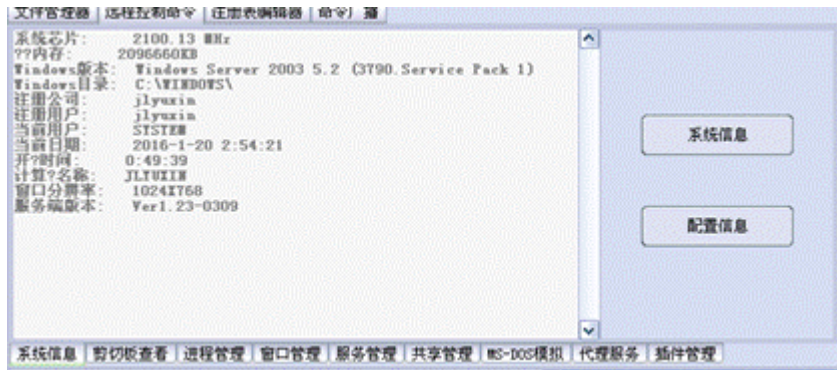 文件管理器 远程控制命令 注册表编辑器 命令广播
系统芯片: 2100.13 MHz
??内存: 2096660KB
Windows版本: Windows Server 2003 5.2 (3790.Service Pack 1)
Windows目录: C:\WINDOWS\
注册公司: jlyuxin
注册用户: jlyuxin
当前用户: SYSTEM
当前日期: 2016-1-20 2:54:21
开?时间: 0:49:39
计算?名称: JLYUXIN
窗口分辨率: 1024X768
服务端版本: Ver1.23-0309
系统信息
配置信息
系统信息 剪切板查看 进程管理 窗口管理 服务管理 共享管理 MS-DOS模拟 代理服务 插件管理